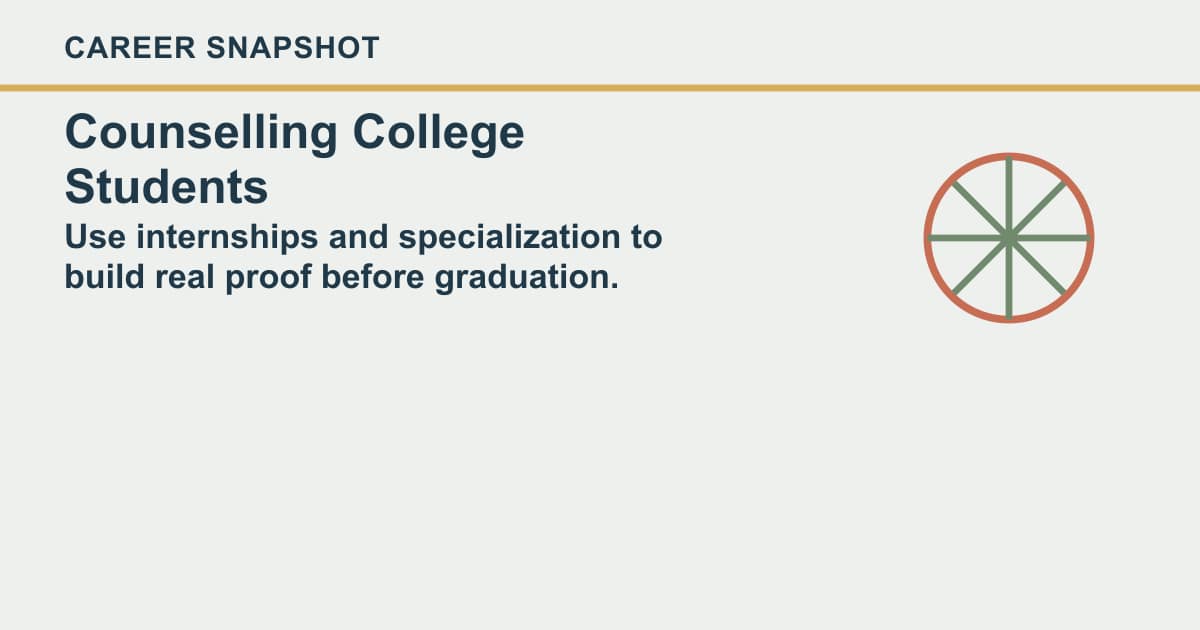 CAREER SNAPSHOT
Counselling College
Students
Use internships and specialization to
build real proof before graduation.